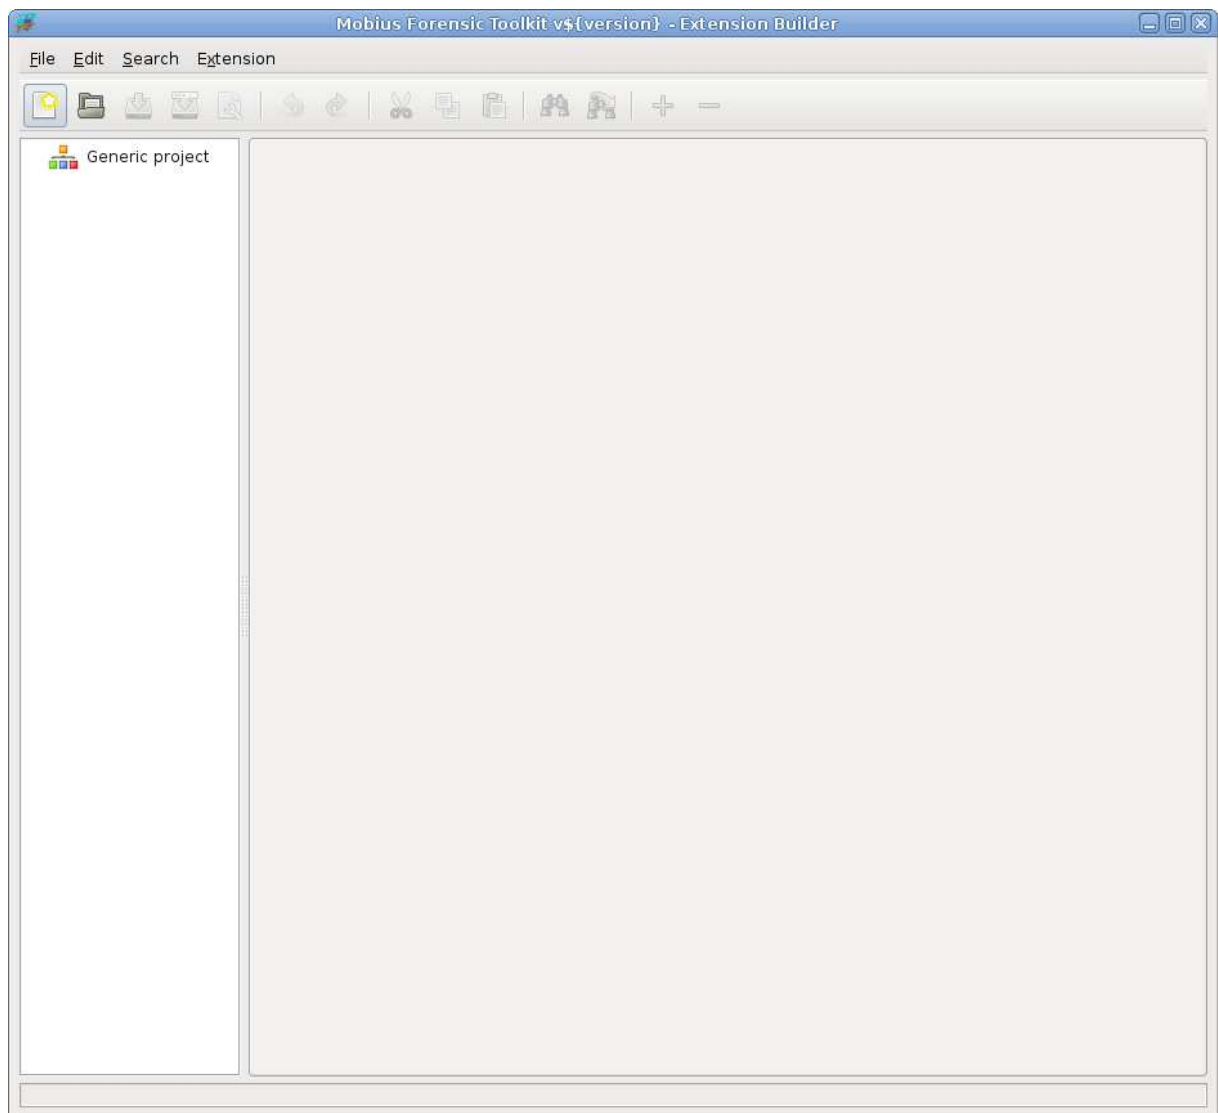 Mobius Forensic Toolkit v${version} - Extension Builder
File Edit Search Extension
Generic project